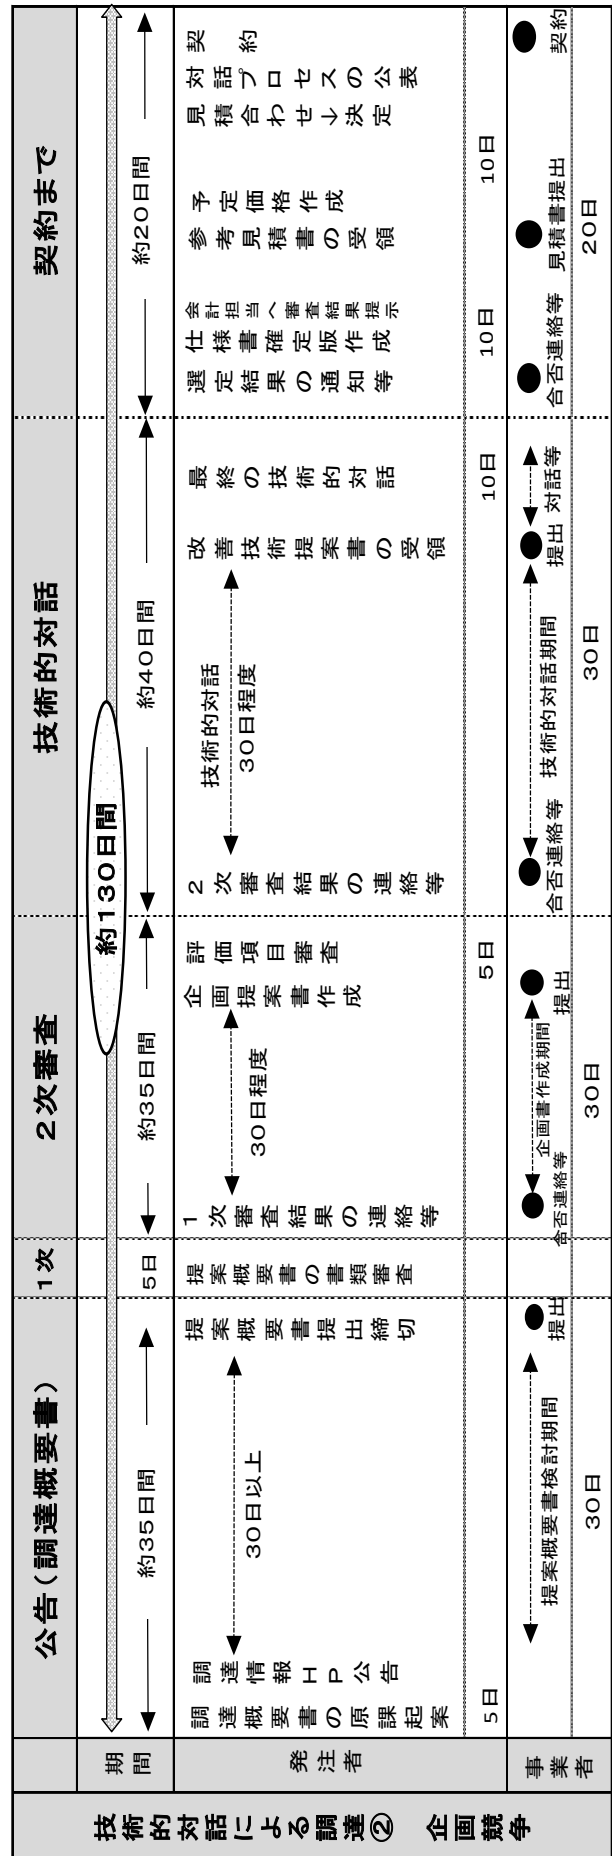 技術的対話による調達② 企画競争
公告(調達概要書)
1次
2次審査
技術的対話
契約まで
期間
約130日間
約35日間
5日
約35日間
約40日間
約20日間
発注者
調達概要書の原課起案
調達情報HP公告
30日以上
提案概要書提出締切
提案概要書の書類審査
1次審査結果の連絡等
30日程度
企画提案書作成
評価項目審査
2次審査結果の連絡等
技術的対話
30日程度
改善技術提案書の受領
最終の技術的対話
選定結果の通知等
仕様書確定版作成
会計担当へ審査結果提示
参考見積書の受領
予定価格作成
見積合わせ→決定
対話プロセスの公表
契約
5日
5日
10日
10日
10日
事業者
提案概要書検討期間
提出
合否連絡等
企画書作成期間
提出
合否連絡等
技術的対話期間
提出
対話等
合否連絡等
見積書提出
契約
30日
30日
30日
20日